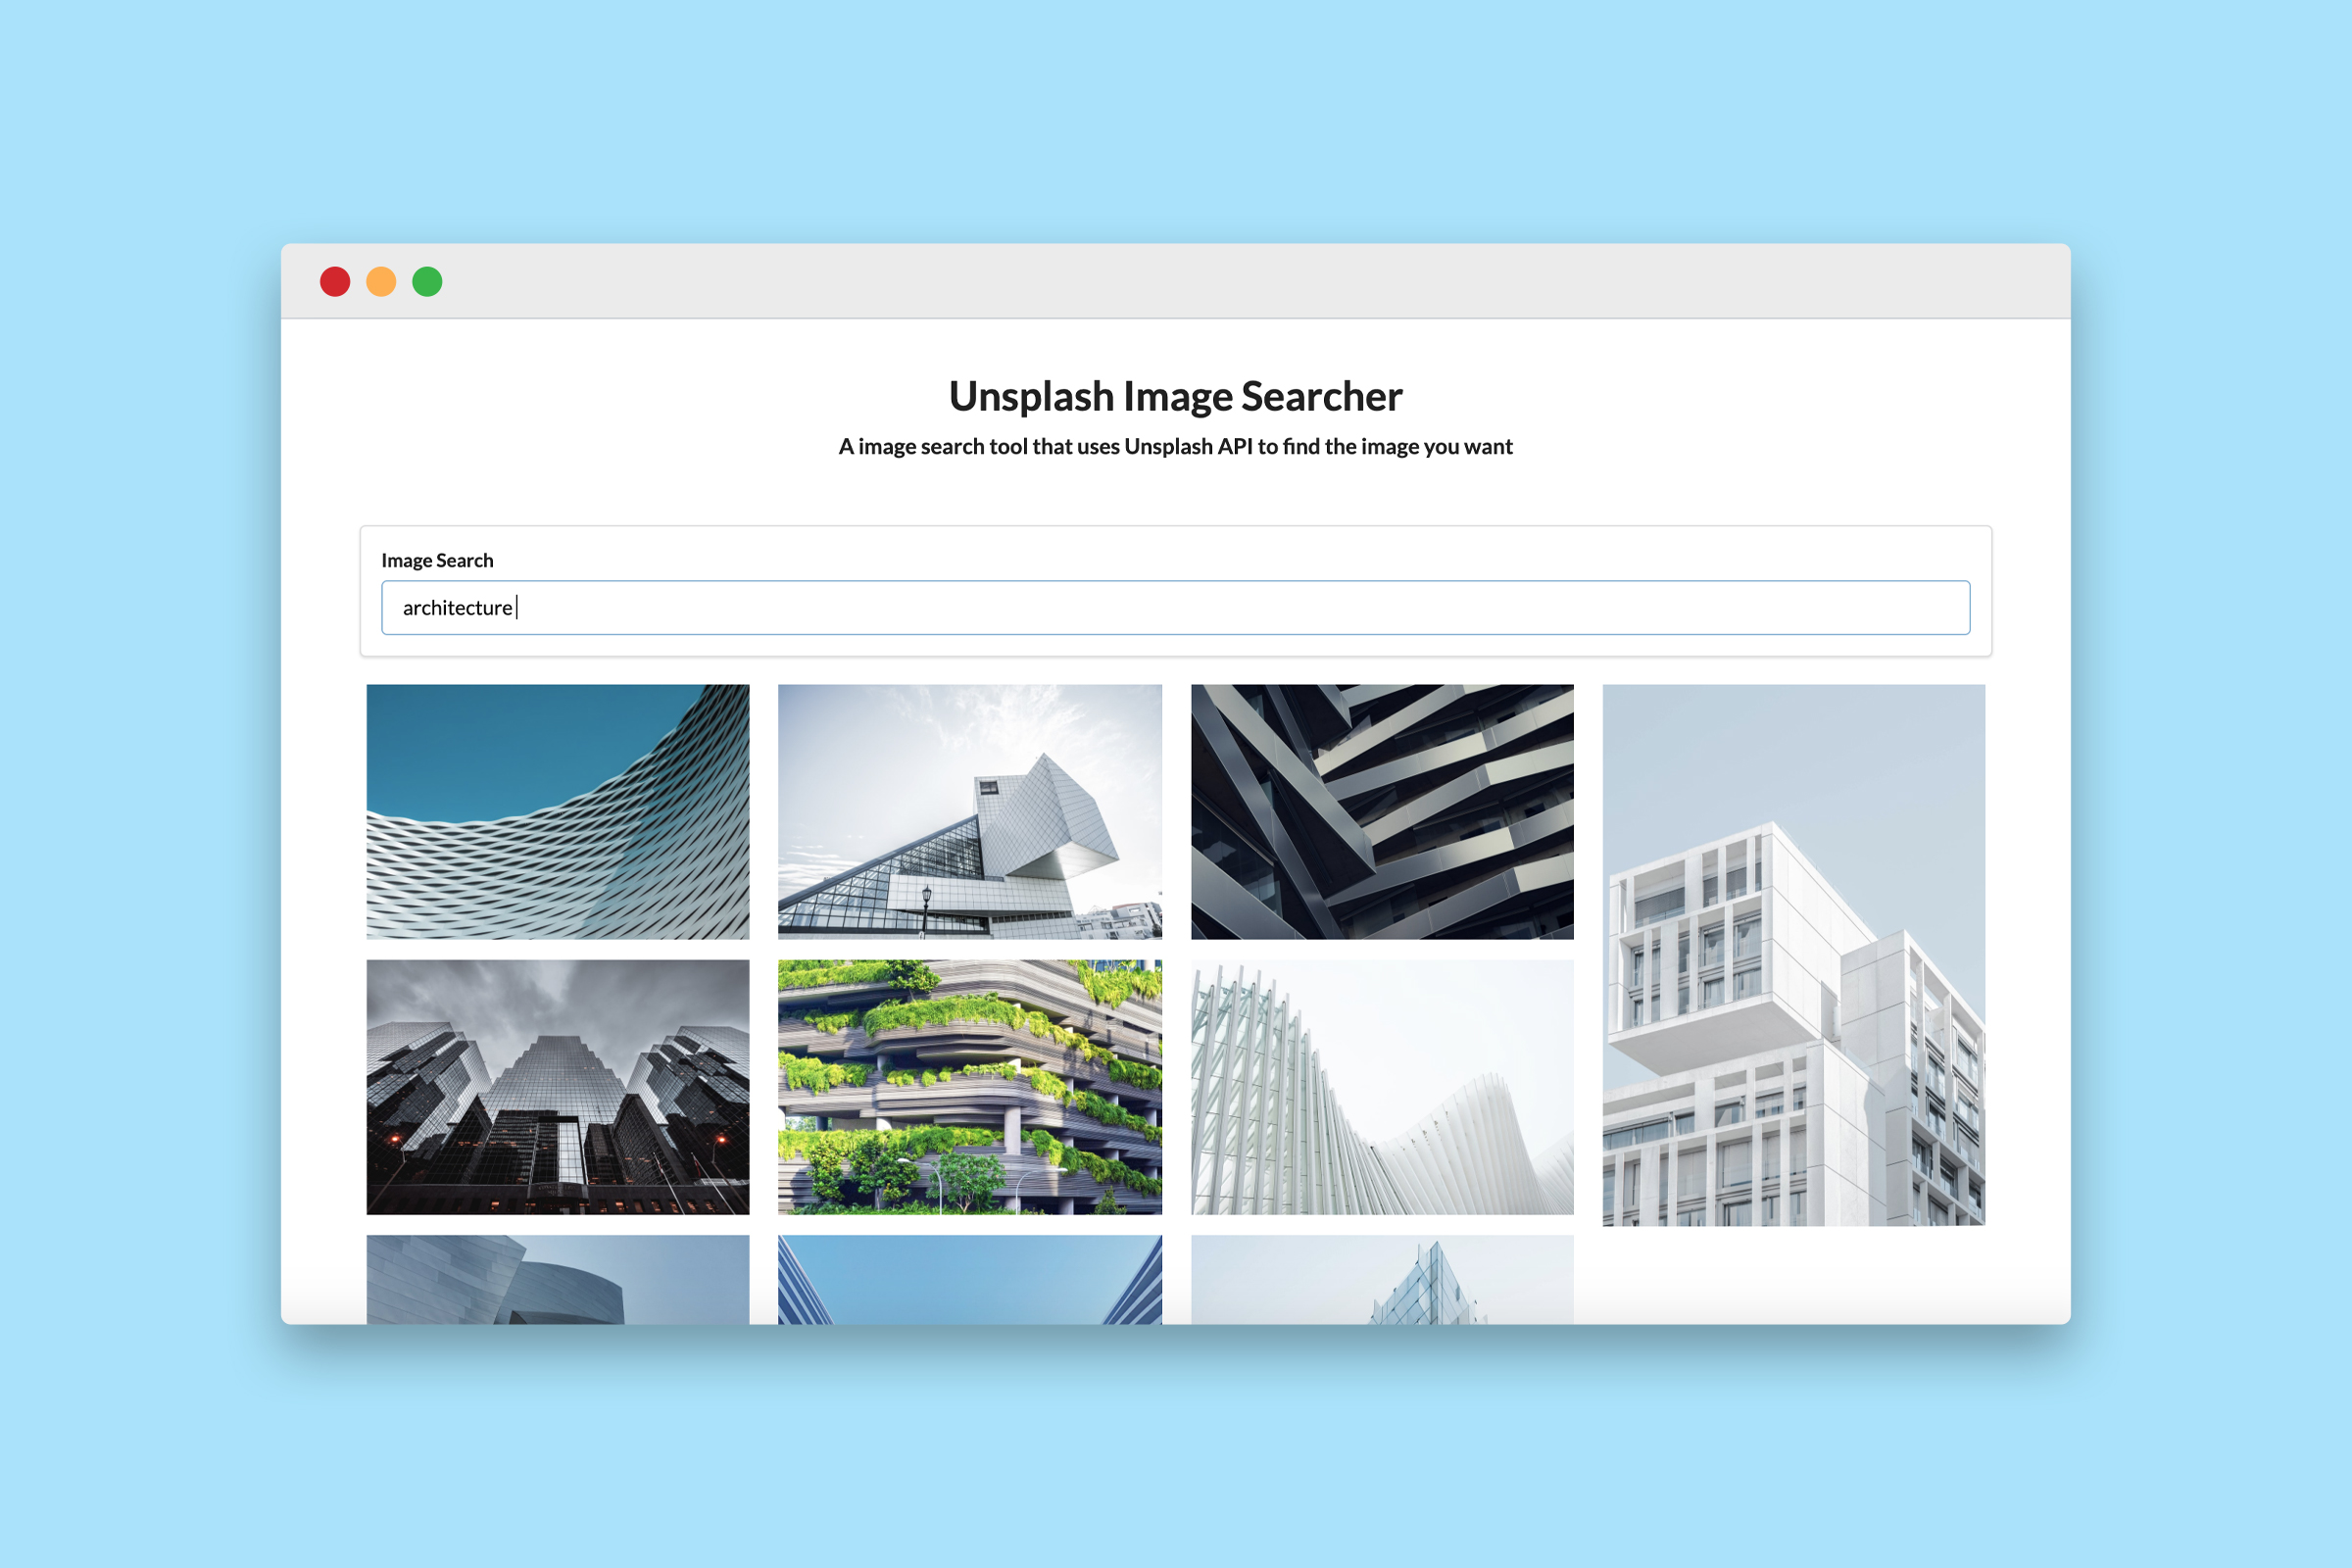 Unsplash Image Searcher
A image search tool that uses Unsplash API to find the image you want
Image Search
architecture